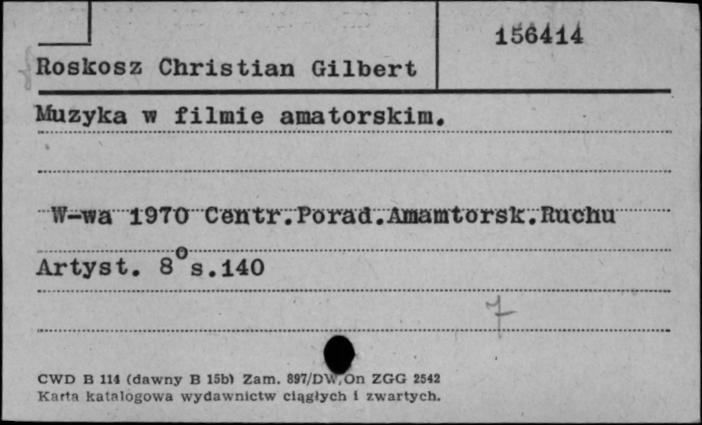 156414
Roskosz Christian Gilbert
Muzyka w filmie amatorskim.
W-wa 1970 Centr.Porad.Amamtorsk.Ruchu
Artyst. 8° s.140
7
CWD B 114 (dawny B 15b) Zam. 897/DW,On ZGG 2542
Karta katalogowa wydawnictw ciągłych i zwartych.